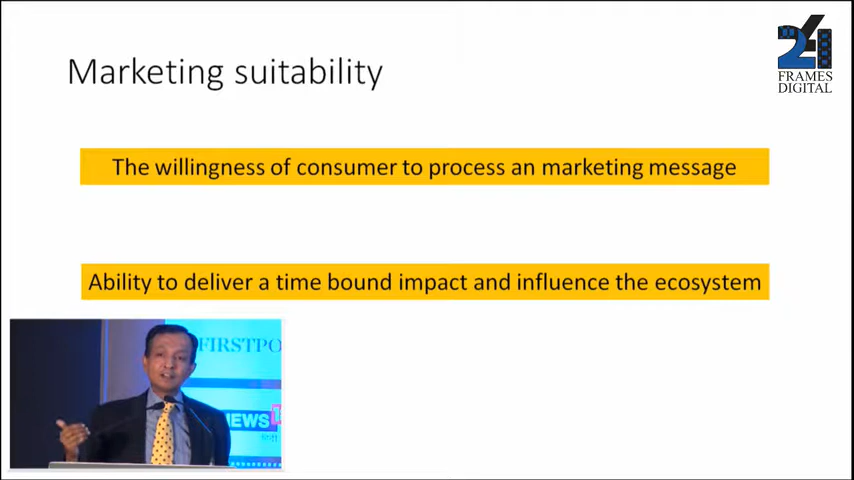 24
FRAMES
DIGITAL
Marketing suitability
The willingness of consumer to process an marketing message
Ability to deliver a time bound impact and influence the ecosystem
FIRSTPO
NEWS